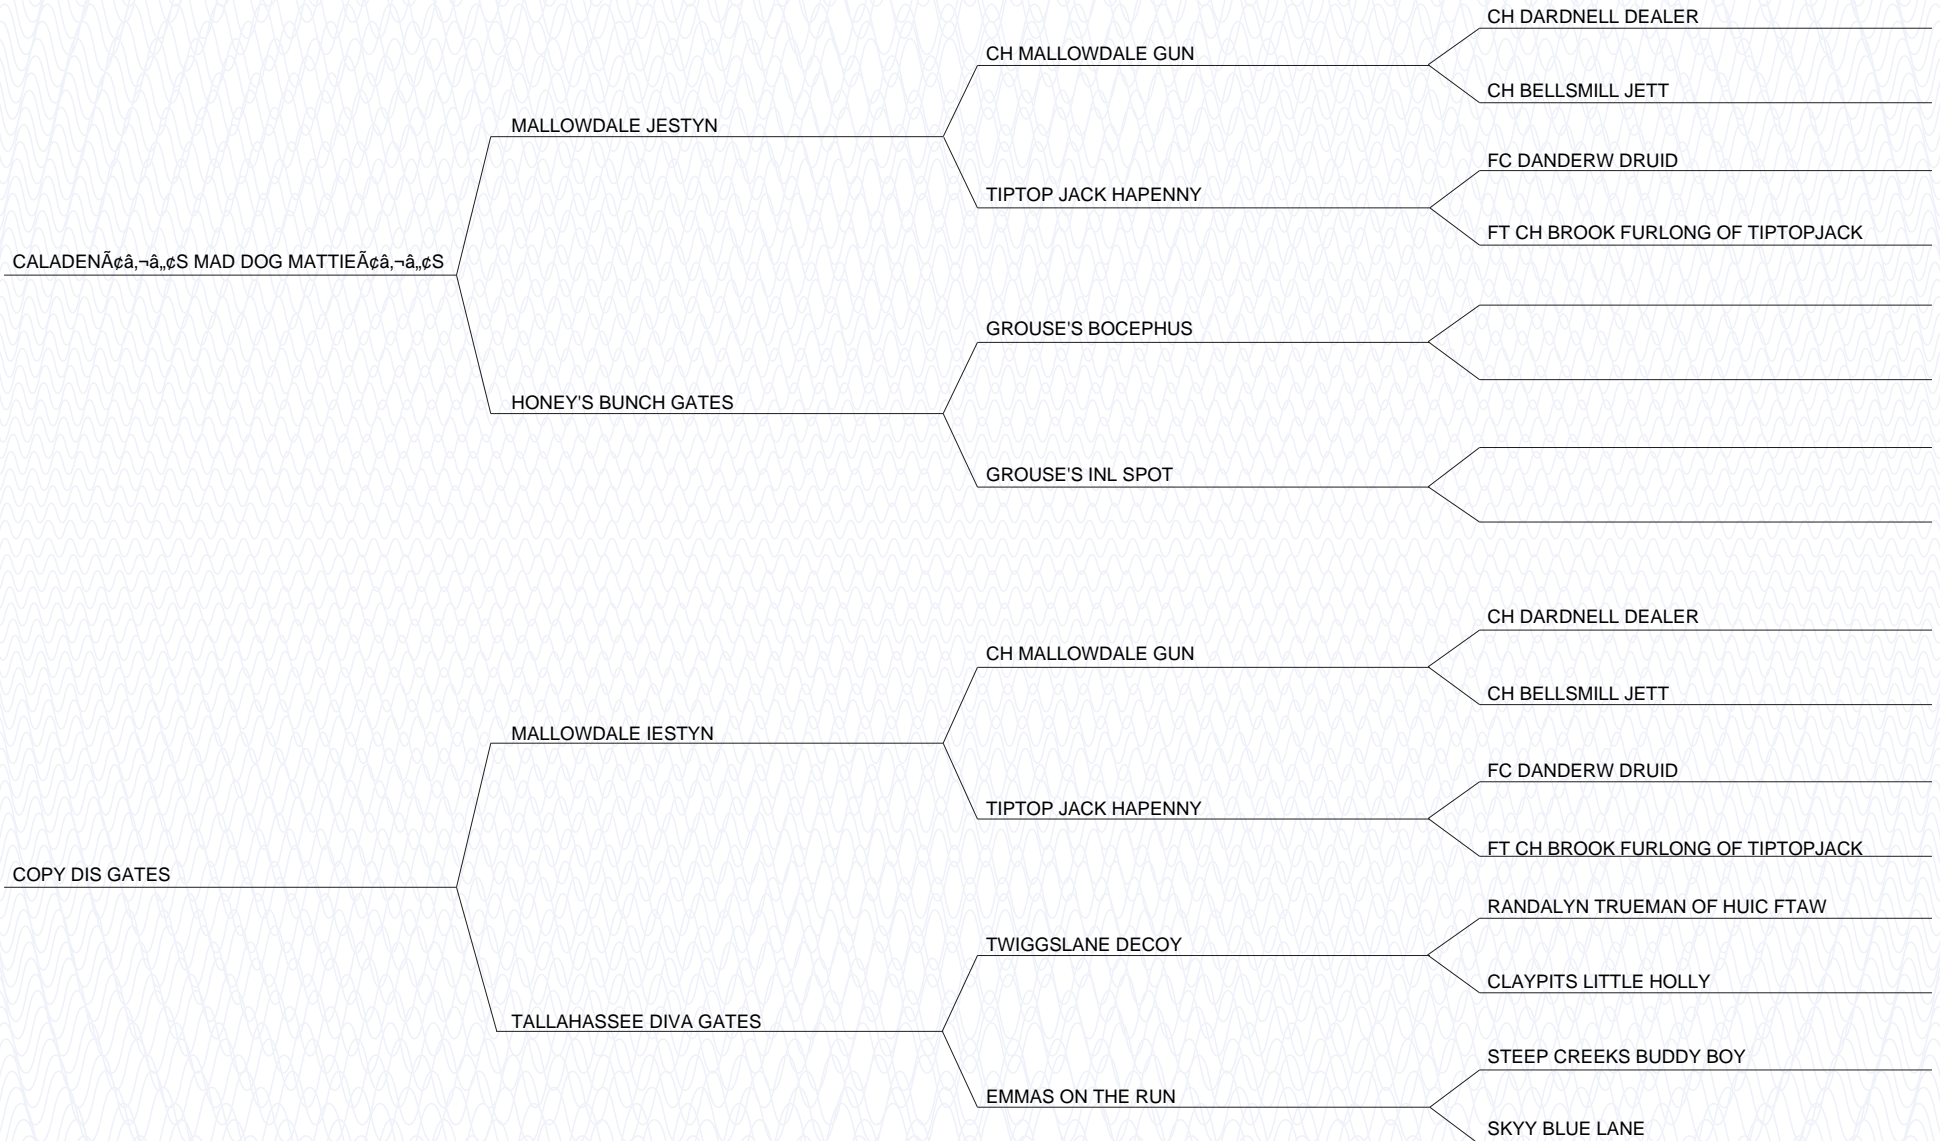 CH DARDNELL DEALER
CH MALLOWDALE GUN
CH BELLSMILL JETT
MALLOWDALE JESTYN
FC DANDERW DRUID
TIPTOP JACK HAPENNY
FT CH BROOK FURLONG OF TIPTOPJACK
CALADENÃ¢â‚¬â„¢S MAD DOG MATTIEÃ¢â‚¬â„¢S
GROUSE'S BOCEPHUS
HONEY'S BUNCH GATES
GROUSE'S INL SPOT
CH DARDNELL DEALER
CH MALLOWDALE GUN
CH BELLSMILL JETT
MALLOWDALE IESTYN
FC DANDERW DRUID
TIPTOP JACK HAPENNY
FT CH BROOK FURLONG OF TIPTOPJACK
COPY DIS GATES
RANDALYN TRUEMAN OF HUIC FTAW
TWIGGSLANE DECOY
CLAYPITS LITTLE HOLLY
TALLAHASSEE DIVA GATES
STEEP CREEKS BUDDY BOY
EMMAS ON THE RUN
SKYY BLUE LANE